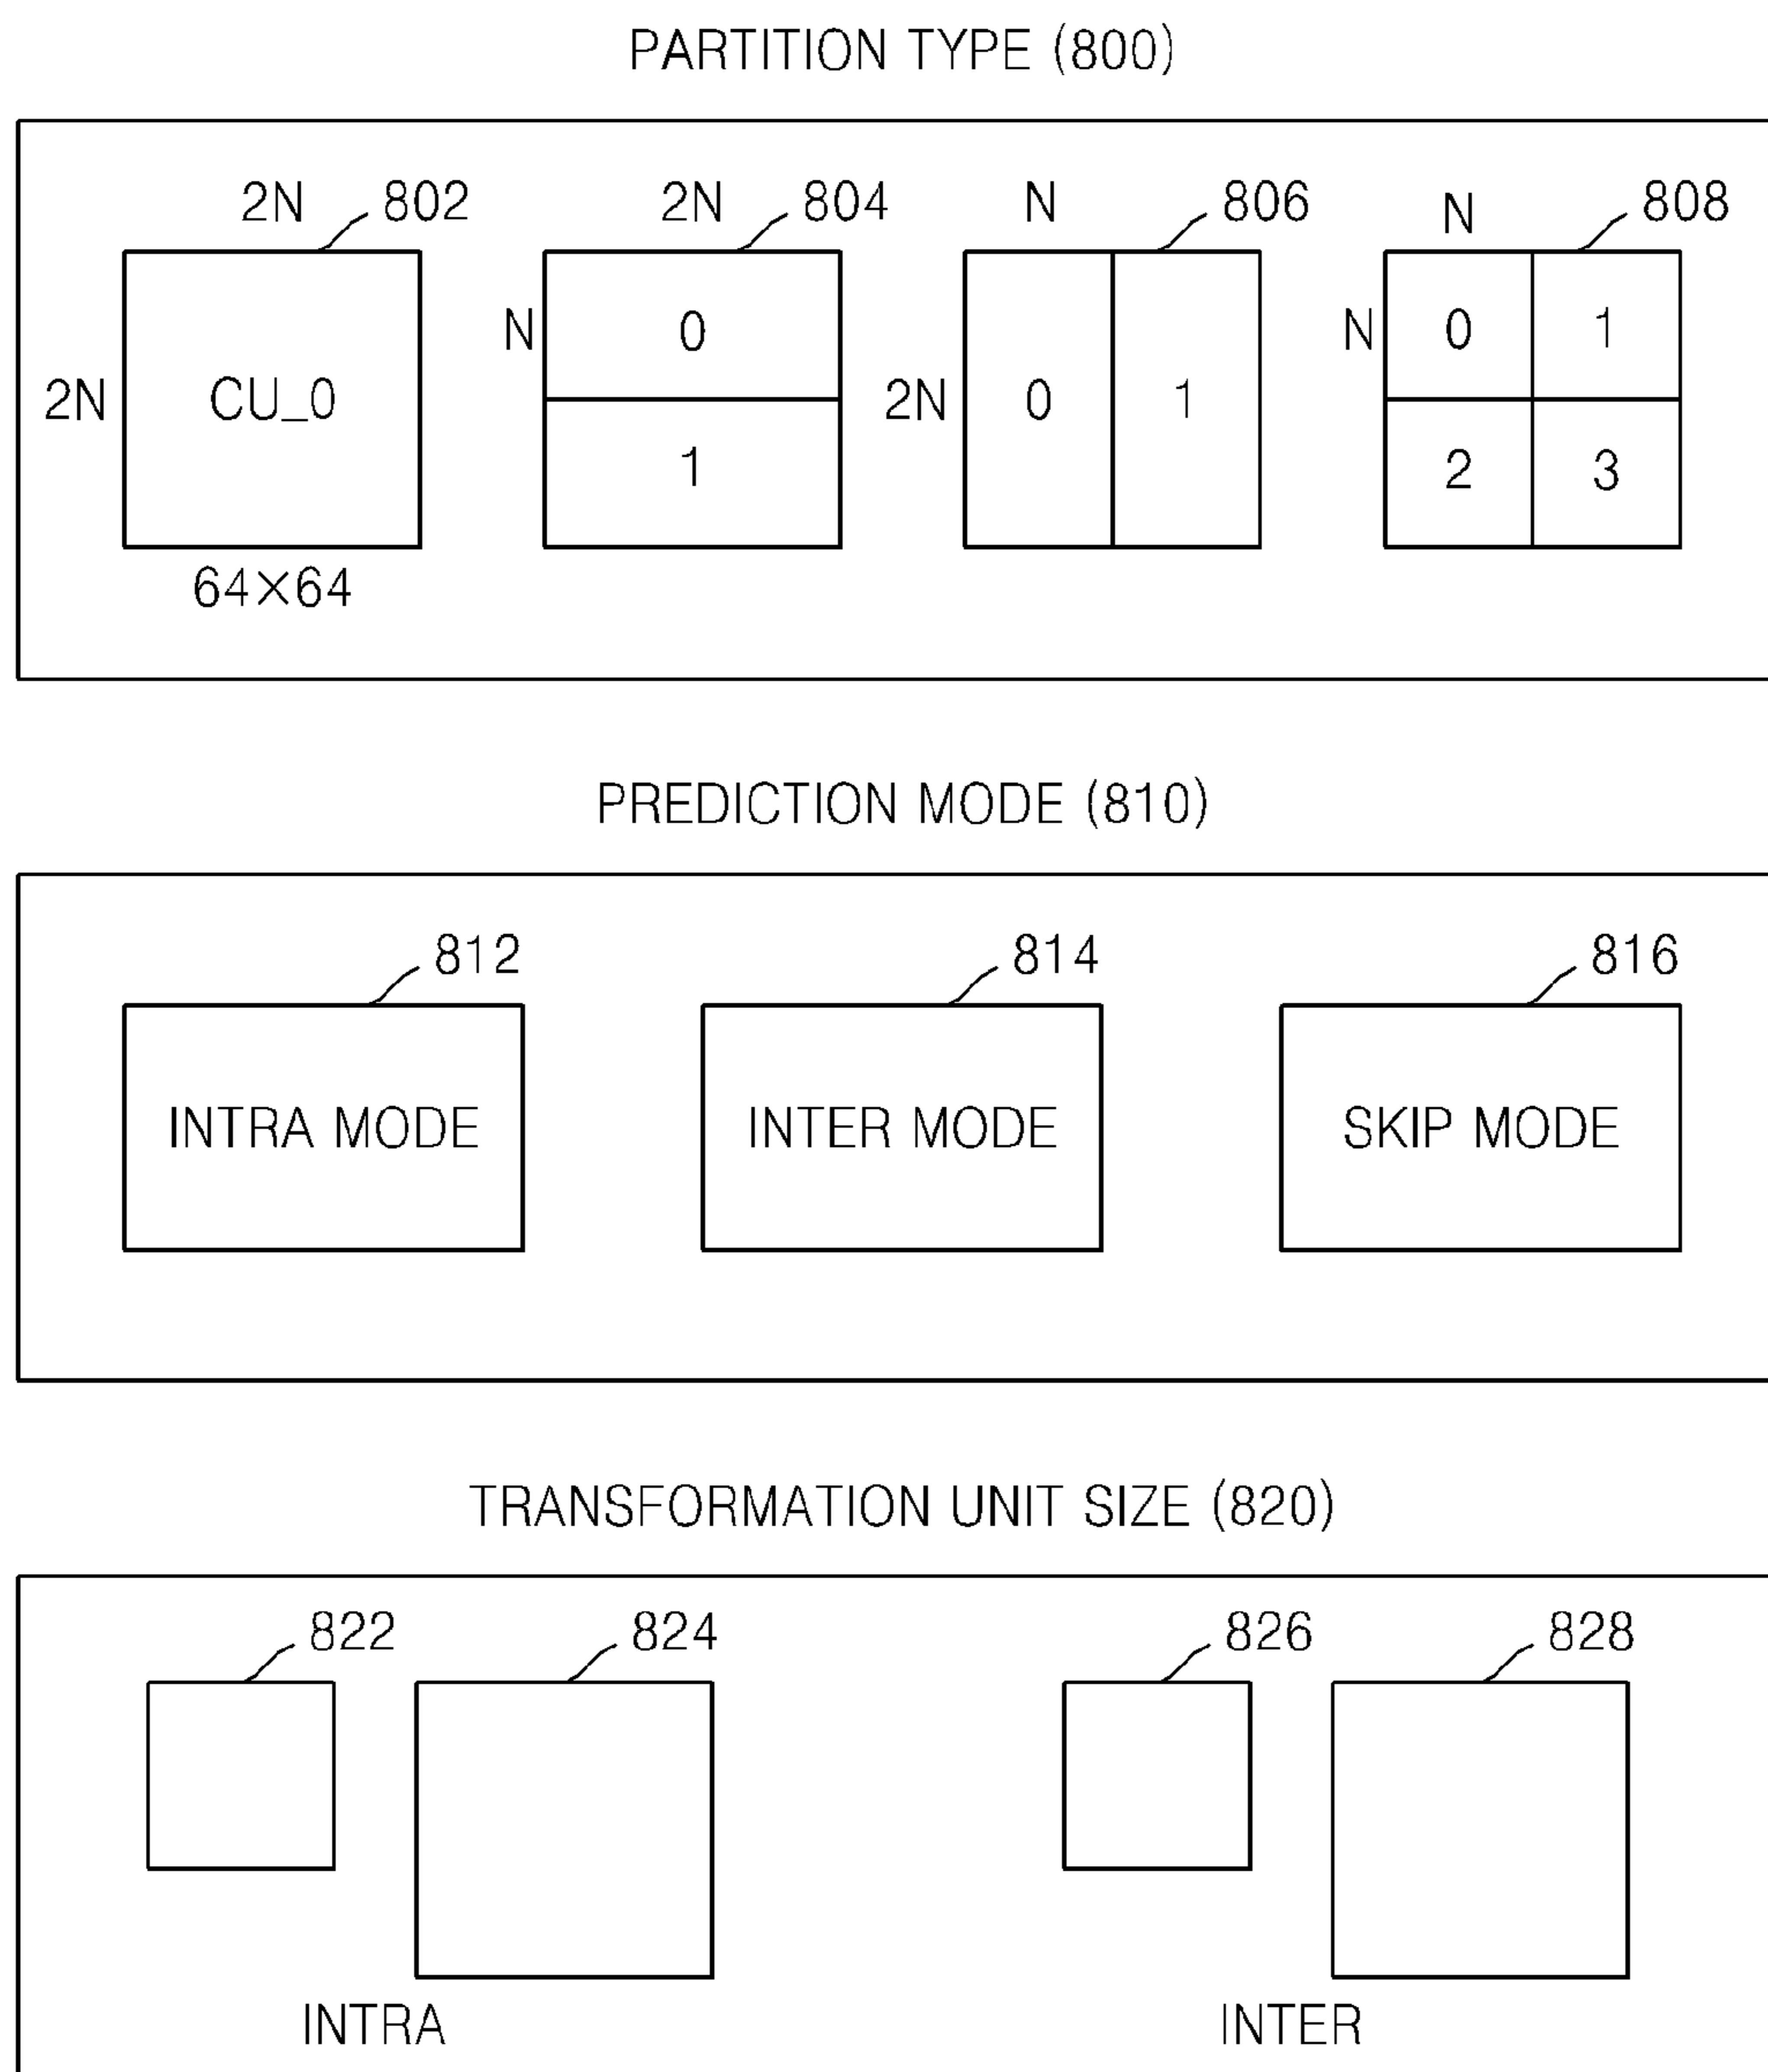 PARTITION TYPE (800)
2N 802 2N 804 N 806 N 808
N 0 N 0 1
2N CU_0 2N 0 1
1 2 3
64×64
PREDICTION MODE (810)
812 814 816
INTRA MODE INTER MODE SKIP MODE
TRANSFORMATION UNIT SIZE (820)
822 824 826 828
INTRA INTER